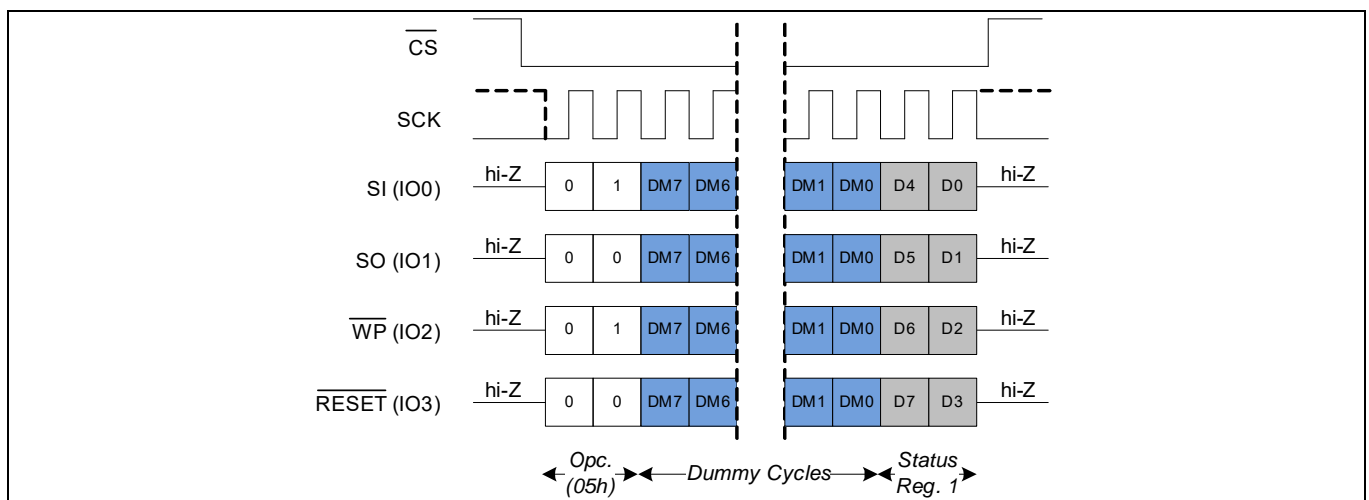 CS
SCK
SI (IO0) hi-Z 0 1 DM7 DM6 DM1 DM0 D4 D0 hi-Z
SO (IO1) hi-Z 0 0 DM7 DM6 DM1 DM0 D5 D1 hi-Z
WP (IO2) hi-Z 0 1 DM7 DM6 DM1 DM0 D6 D2 hi-Z
RESET (IO3) hi-Z 0 0 DM7 DM6 DM1 DM0 D7 D3 hi-Z
Opc. (05h) Dummy Cycles Status Reg. 1